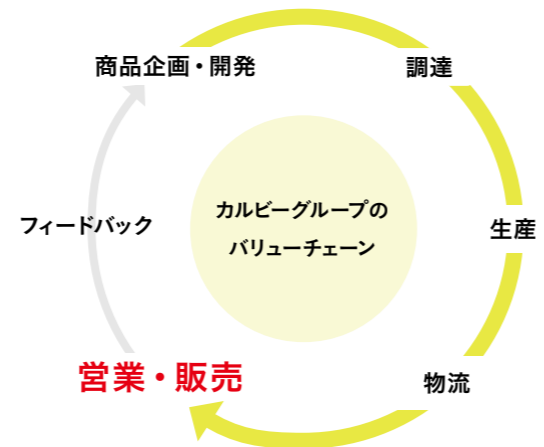 商品企画・開発
調達
カルビーグループの
バリューチェーン
フィードバック
生産
営業・販売
物流